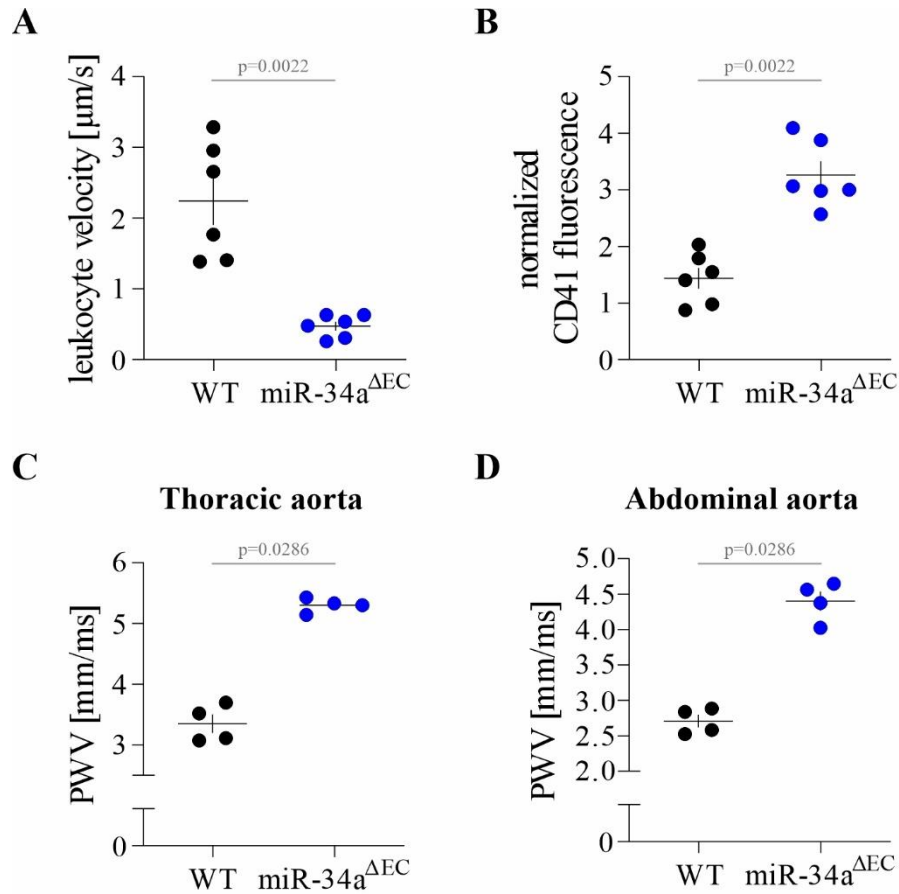 A
leukocyte velocity [µm/s]
p=0.0022
4
3
2
1
0
WT miR-34a^ΔEC
B
normalized
CD41 fluorescence
p=0.0022
5
4
3
2
1
0
WT miR-34a^ΔEC
C
Thoracic aorta
PWV [mm/ms]
p=0.0286
6
5
4
3
0
WT miR-34a^ΔEC
D
Abdominal aorta
PWV [mm/ms]
p=0.0286
5.0
4.5
4.0
3.5
3.0
2.5
2.0
0
WT miR-34a^ΔEC